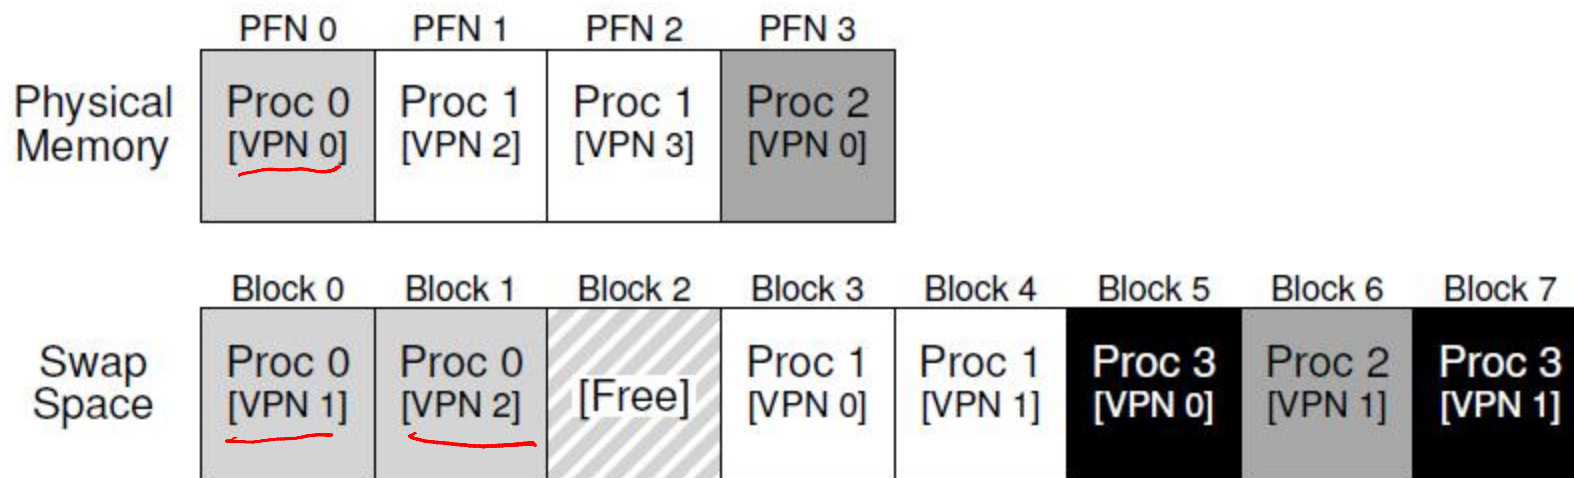 PFN 0 PFN 1 PFN 2 PFN 3
Physical Memory
Proc 0 [VPN 0]
Proc 1 [VPN 2]
Proc 1 [VPN 3]
Proc 2 [VPN 0]
Block 0 Block 1 Block 2 Block 3 Block 4 Block 5 Block 6 Block 7
Swap Space
Proc 0 [VPN 1]
Proc 0 [VPN 2]
[Free]
Proc 1 [VPN 0]
Proc 1 [VPN 1]
Proc 3 [VPN 0]
Proc 2 [VPN 1]
Proc 3 [VPN 1]